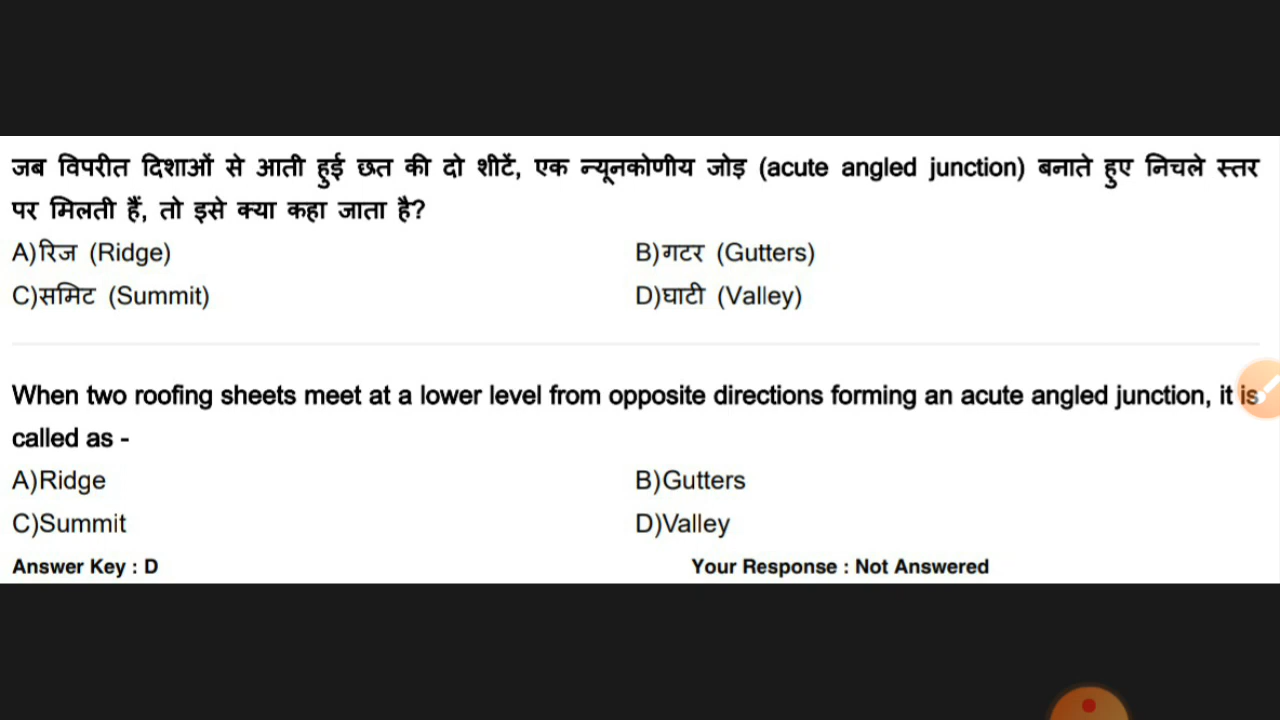 जब विपरीत दिशाओं से आती हुई छत की दो शीटें, एक न्यूनकोणीय जोड़ (acute angled junction) बनाते हुए निचले स्तर
पर मिलती हैं, तो इसे क्या कहा जाता है?
A)रिज (Ridge) B)गटर (Gutters)
C)समिट (Summit) D)घाटी (Valley)
When two roofing sheets meet at a lower level from opposite directions forming an acute angled junction, it is
called as -
A)Ridge B)Gutters
C)Summit D)Valley
Answer Key : D Your Response : Not Answered